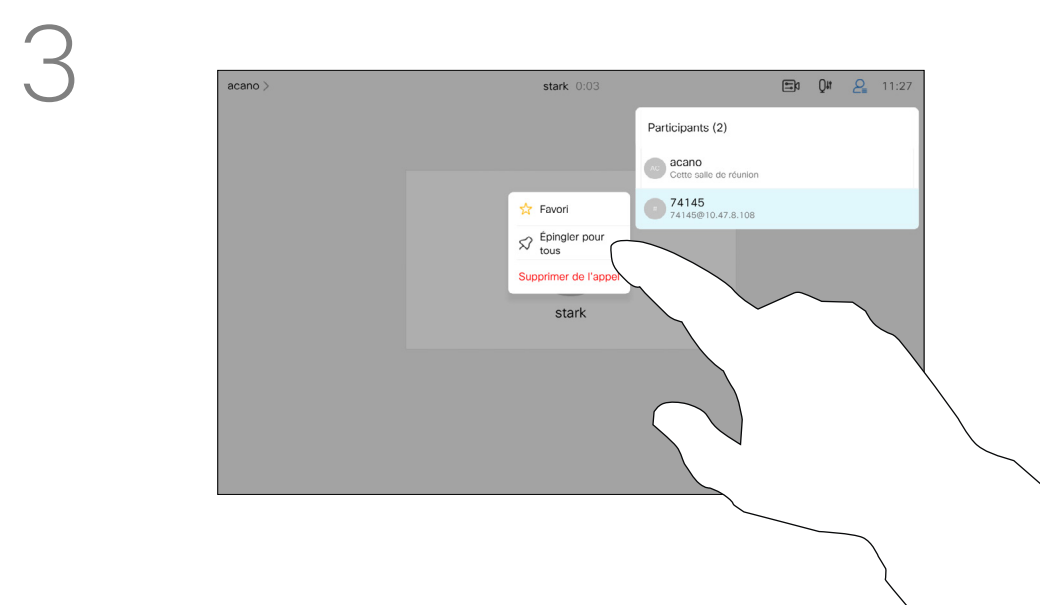 3
acano >
stark 0:03
11:27
Participants (2)
AC
acano
Cette salle de réunion
74145
74145@10.47.8.108
Favori
Épingler pour
tous
Supprimer de l'appel
stark